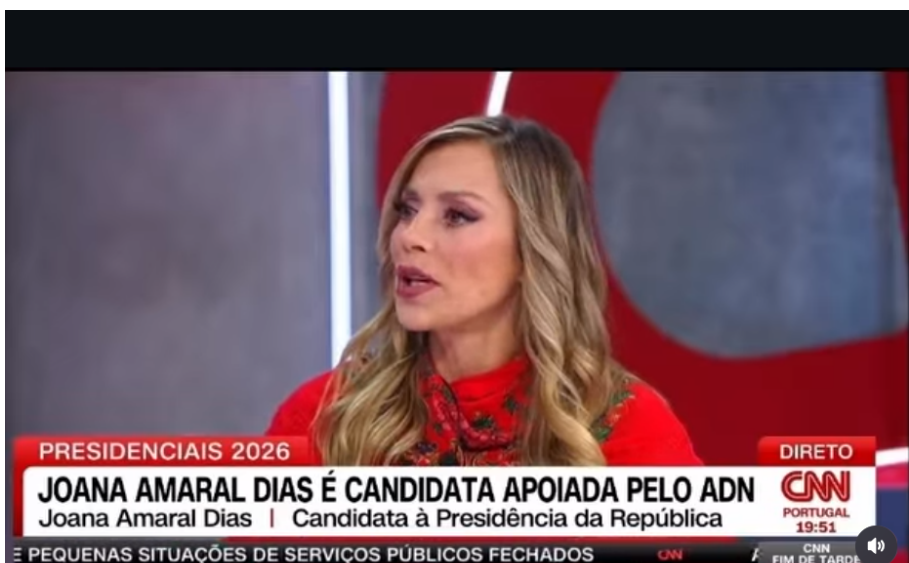 PRESIDENCIAIS 2026
DIRETO
JOANA AMARAL DIAS É CANDIDATA APOIADA PELO ADN
Joana Amaral Dias | Candidata à Presidência da República
CNN
PORTUGAL
19:51
E PEQUENAS SITUAÇÕES DE SERVIÇOS PÚBLICOS FECHADOS
CNN
A
CNN
FIM DE TARDE